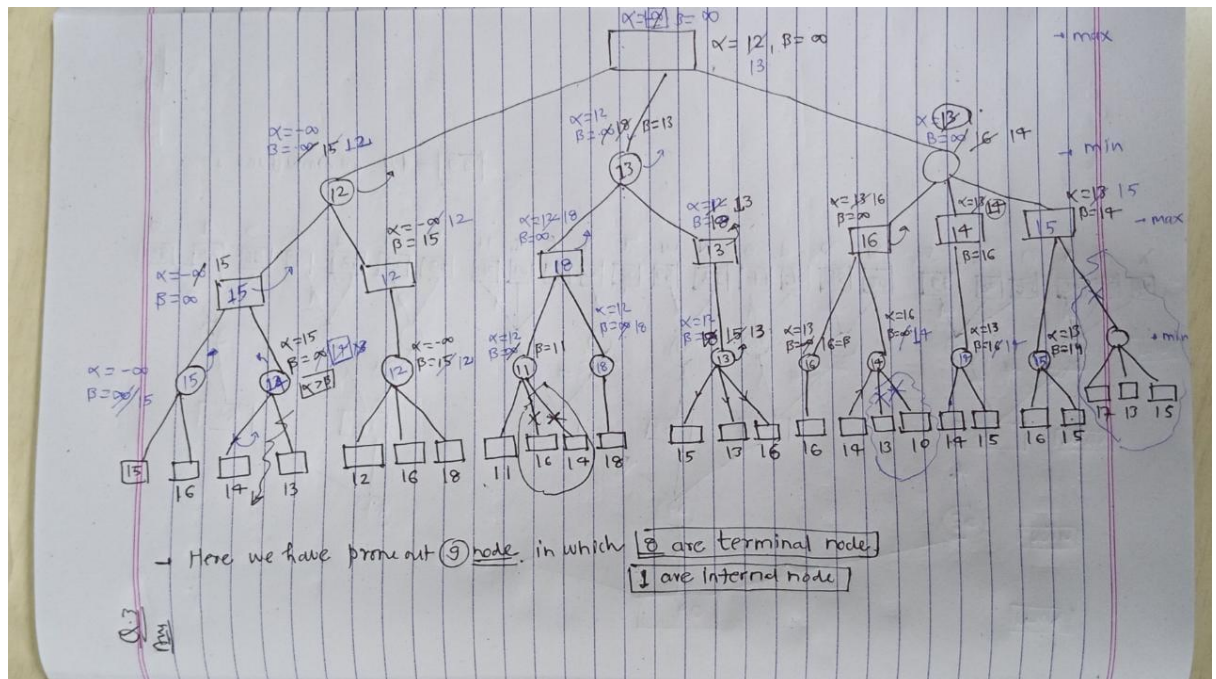 α=-∞ β=∞
α=12, β=∞
13
→ max
α=12
β=-∞ 18 β=13
α=13
β=∞ 16 14
→ min
α=-∞
β=-∞ 15 12
12
13
α=-∞ 12
β=15
α=12 18
β=∞
α=12 13
18
α=13 16
β=∞
α=13 14
β=16
α=13 15
β=14
→ max
α=-∞ 15
β=∞
15
12
18
13
16
14
15
α=-∞
β=∞ 15
α=15
β=∞ 14
α>β
α=-∞
β=15 12
α=12
β=∞ β=11
α=12
β=∞ 18
α=12
18 15 13
α=13
β=∞ 16=β
α=16
β=∞ 14
α=13
β=16 14
α=13
β=14
→ min
15
14
12
11
18
13
16
14
14
15
15
16
14
13
12
16
18
11
16
14
18
15
13
16
16
14
13
10
14
15
16
15
17
13
15
→ Here we have prone out 9 node in which 8 are terminal node
1 are internal node
Q.3
Ans